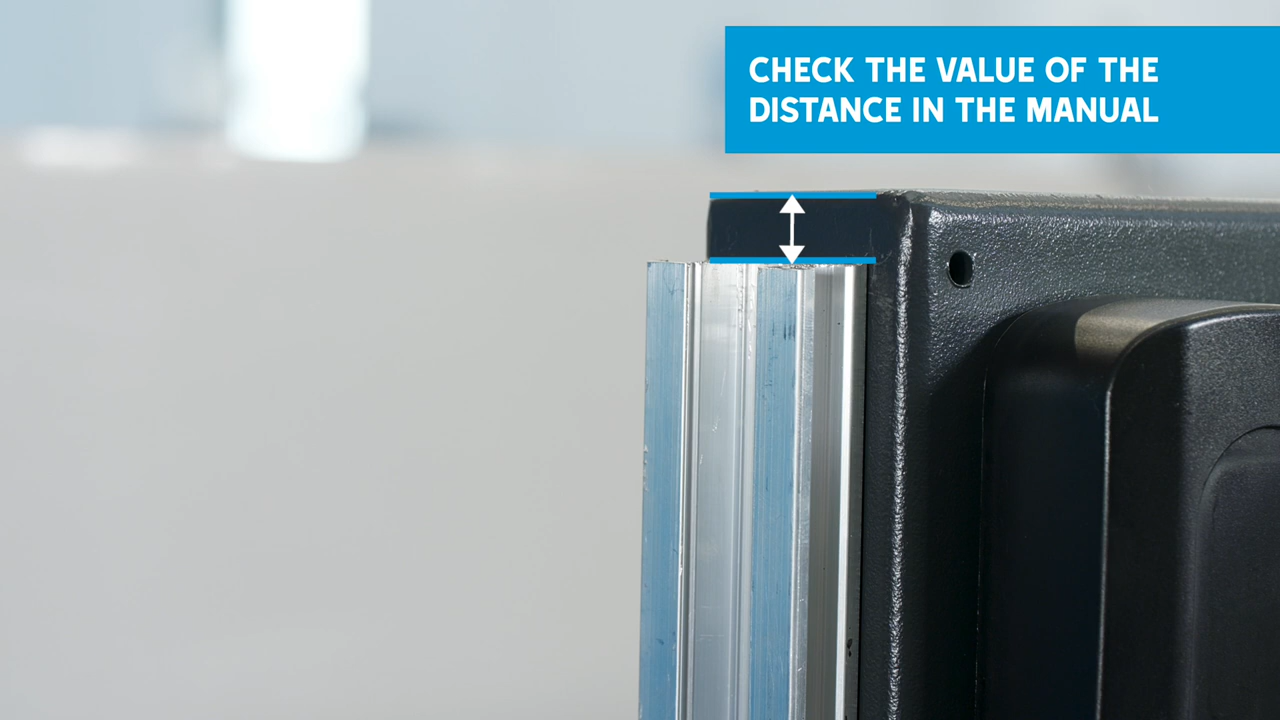 CHECK THE VALUE OF THE
DISTANCE IN THE MANUAL